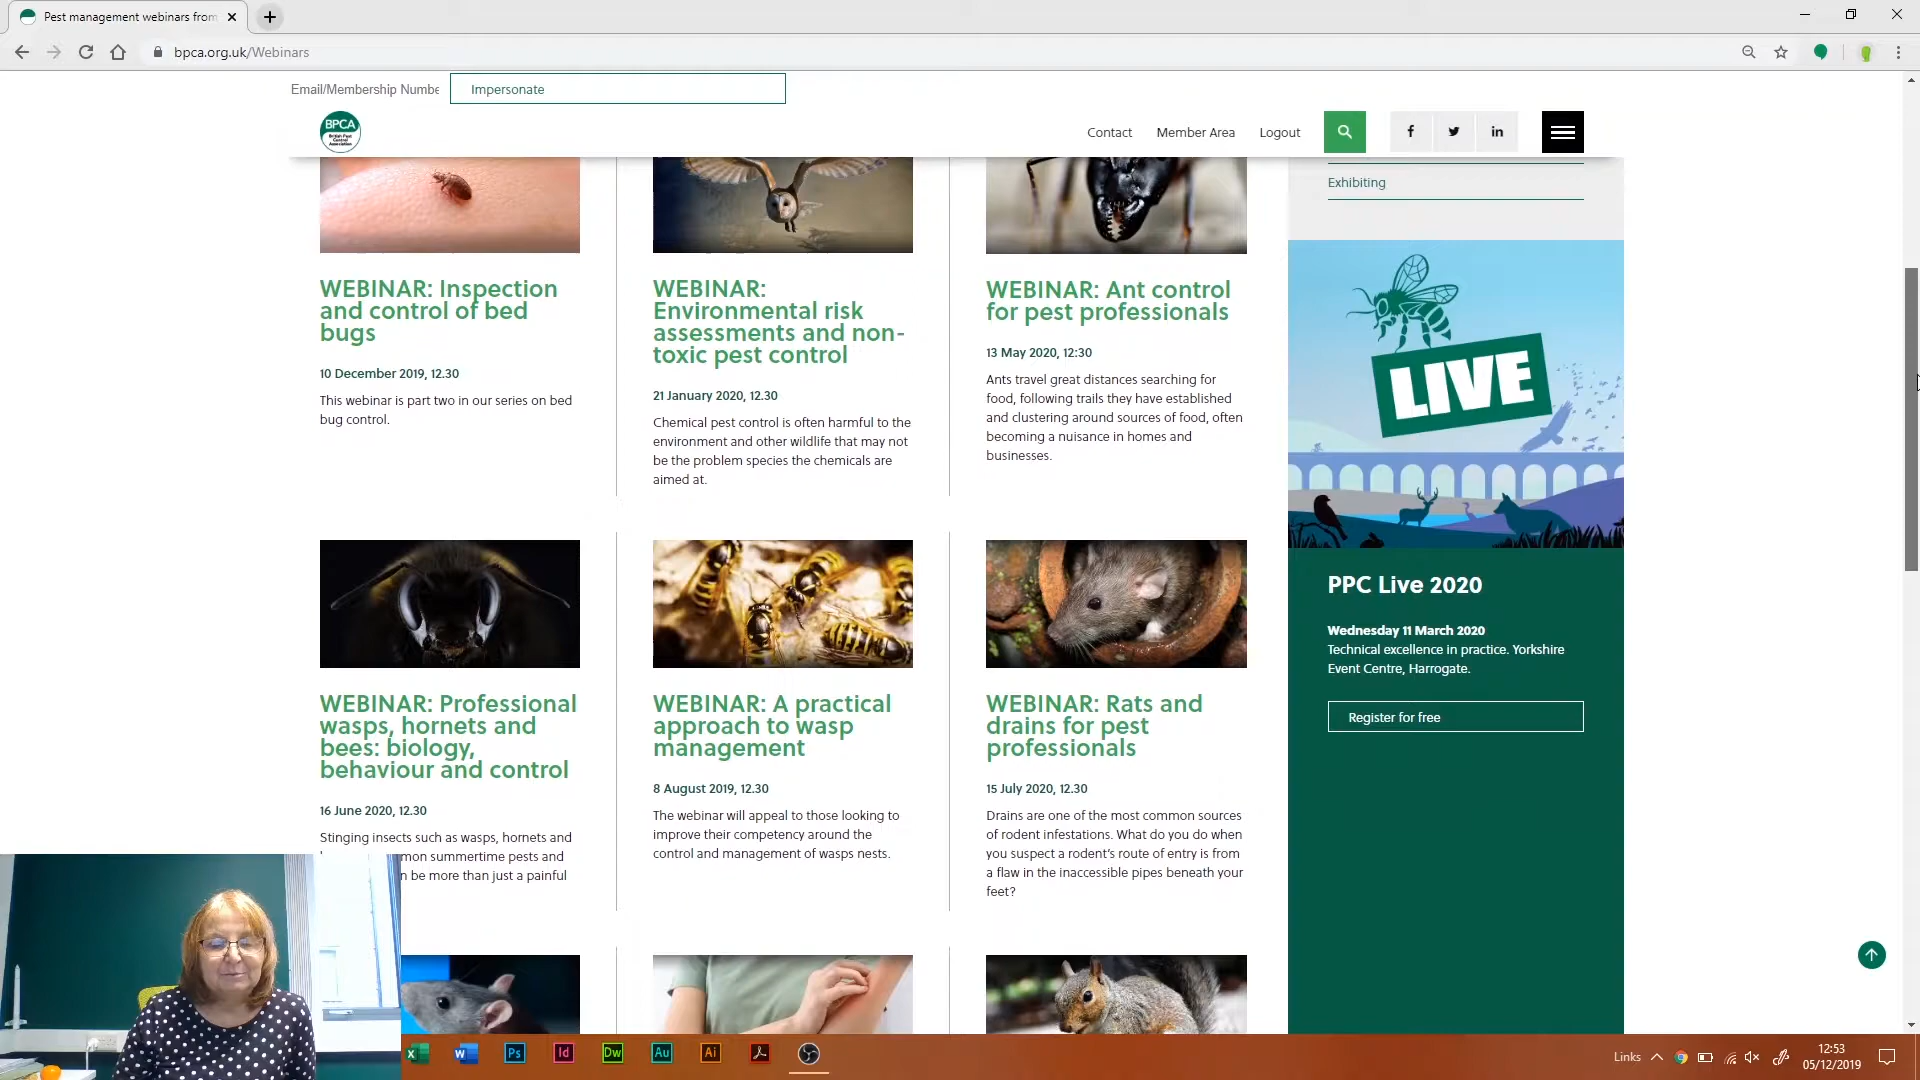 Pest management webinars from
bpca.org.uk/Webinars
Email/Membership Numbe
Impersonate
BPCA
British Pest
Control
Association
Contact
Member Area
Logout
Exhibiting
WEBINAR: Inspection
and control of bed
bugs
10 December 2019, 12.30
This webinar is part two in our series on bed
bug control.
WEBINAR:
Environmental risk
assessments and non-
toxic pest control
21 January 2020, 12.30
Chemical pest control is often harmful to the
environment and other wildlife that may not
be the problem species the chemicals are
aimed at.
WEBINAR: Ant control
for pest professionals
13 May 2020, 12:30
Ants travel great distances searching for
food, following trails they have established
and clustering around sources of food, often
becoming a nuisance in homes and
businesses.
LIVE
PPC Live 2020
Wednesday 11 March 2020
Technical excellence in practice. Yorkshire
Event Centre, Harrogate.
Register for free
WEBINAR: Professional
wasps, hornets and
bees: biology,
behaviour and control
16 June 2020, 12.30
Stinging insects such as wasps, hornets and
mon summertime pests and
n be more than just a painful
WEBINAR: A practical
approach to wasp
management
8 August 2019, 12.30
The webinar will appeal to those looking to
improve their competency around the
control and management of wasps nests.
WEBINAR: Rats and
drains for pest
professionals
15 July 2020, 12.30
Drains are one of the most common sources
of rodent infestations. What do you do when
you suspect a rodent's route of entry is from
a flaw in the inaccessible pipes beneath your
feet?
Ps
Id
Dw
Au
Ai
Links
12:53
05/12/2019